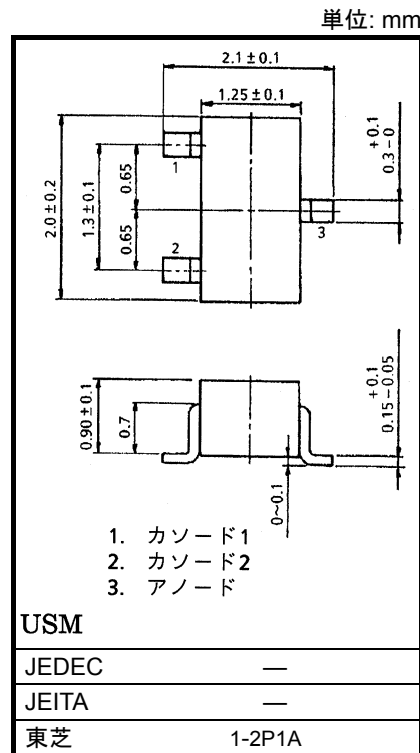 単位: mm
2.1±0.1
1.25±0.1
+0.1
0.3-0
2.0±0.2
1.3±0.1
0.65
0.65
1
2
3
0.90±0.1
0.7
+0.1
0.15-0.05
0~0.1
1. カソード1
2. カソード2
3. アノード
USM
JEDEC —
JEITA —
東芝 1-2P1A